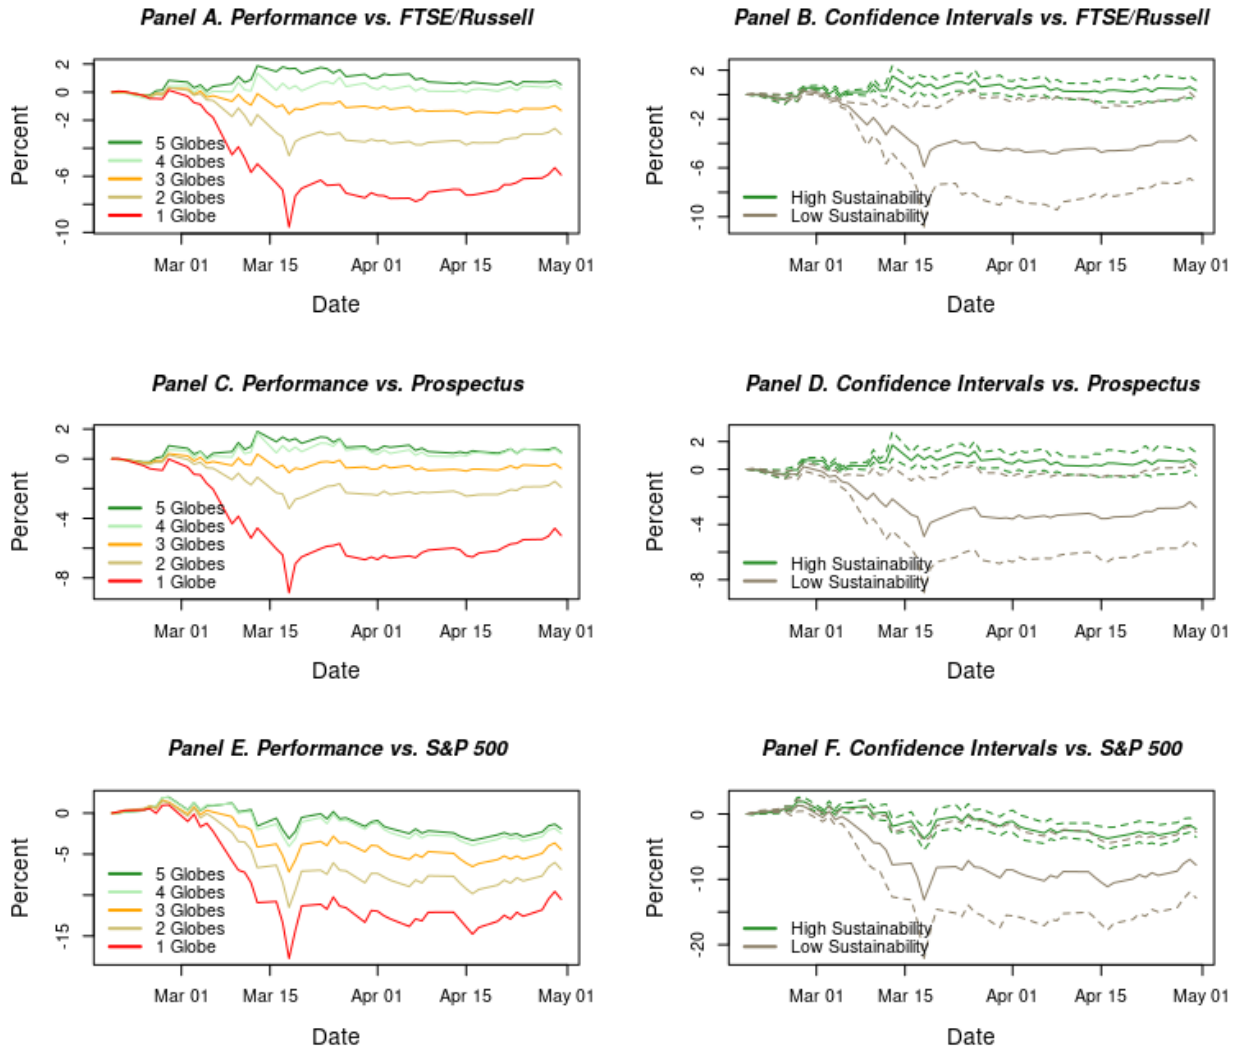 Panel A. Performance vs. FTSE/Russell
Percent
2
0
-2
-6
-10
5 Globes
4 Globes
3 Globes
2 Globes
1 Globe
Mar 01 Mar 15 Apr 01 Apr 15 May 01
Date
Panel B. Confidence Intervals vs. FTSE/Russell
Percent
2
-2
-6
-10
High Sustainability
Low Sustainability
Mar 01 Mar 15 Apr 01 Apr 15 May 01
Date
Panel C. Performance vs. Prospectus
Percent
2
0
-4
-8
5 Globes
4 Globes
3 Globes
2 Globes
1 Globe
Mar 01 Mar 15 Apr 01 Apr 15 May 01
Date
Panel D. Confidence Intervals vs. Prospectus
Percent
2
0
-4
-8
High Sustainability
Low Sustainability
Mar 01 Mar 15 Apr 01 Apr 15 May 01
Date
Panel E. Performance vs. S&P 500
Percent
0
-5
-15
5 Globes
4 Globes
3 Globes
2 Globes
1 Globe
Mar 01 Mar 15 Apr 01 Apr 15 May 01
Date
Panel F. Confidence Intervals vs. S&P 500
Percent
0
-10
-20
High Sustainability
Low Sustainability
Mar 01 Mar 15 Apr 01 Apr 15 May 01
Date